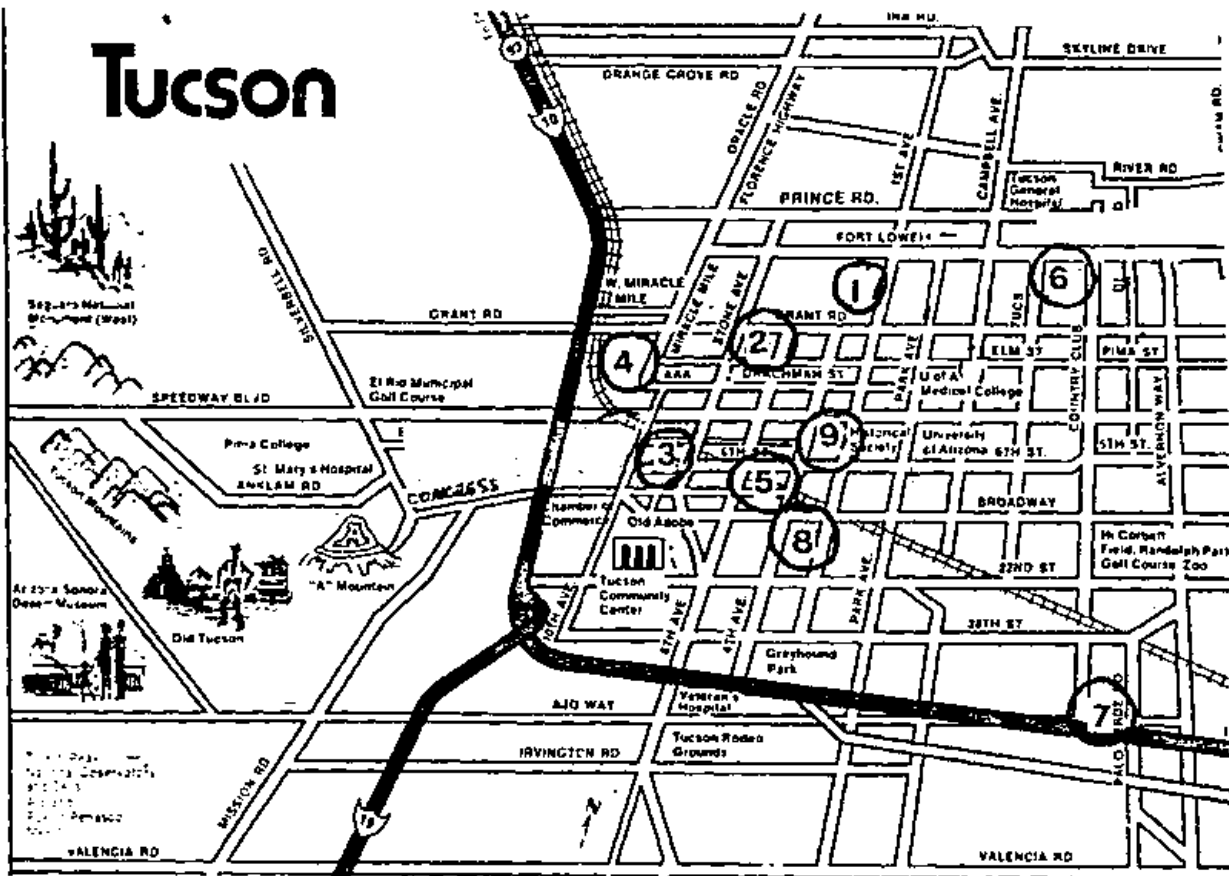 Tucson
INA RD.
SKYLINE DRIVE
ORANGE GROVE RD
10
ORACLE RD
FLORENCE HIGHWAY
1ST AVE
CAMPBELL AVE.
RIVER RD
Tucson
General
Hospital
PRINCE RD.
FORT LOWELL
SILVERBELL RD
W. MIRACLE
MILE
MIRACLE MILE
STONE AVE.
1
6
GRANT RD
GRANT RD
2
4
ELM ST
PIMA ST
AAA
DRACHMAN ST.
PARK AVE
U of A
Medical College
COUNTRY CLUB
ALVERNON WAY
Saguaro National
Monument (West)
El Rio Municipal
Golf Course
SPEEDWAY BLVD
Pima College
St. Mary's Hospital
ANKLAM RD
Tucson Mountains
CONGRESS
3
6TH ST.
9
Historical
Society
University
of Arizona
6TH ST.
5TH ST.
5
BROADWAY
Chamber of
Commerce
Old Adobe
8
Hi Corbett
Field, Randolph Park
Golf Course, Zoo
22ND ST
A
"A" Mountain
Tucson
Community
Center
Arizona Sonora
Desert Museum
Old Tucson
10TH AVE
6TH AVE
4TH AVE.
PARK AVE.
36TH ST
Greyhound
Park
AJO WAY
Veteran's
Hospital
7
PALO VERDE
IRVINGTON RD
Tucson Rodeo
Grounds
MISSION RD
19
N
VALENCIA RD
VALENCIA RD